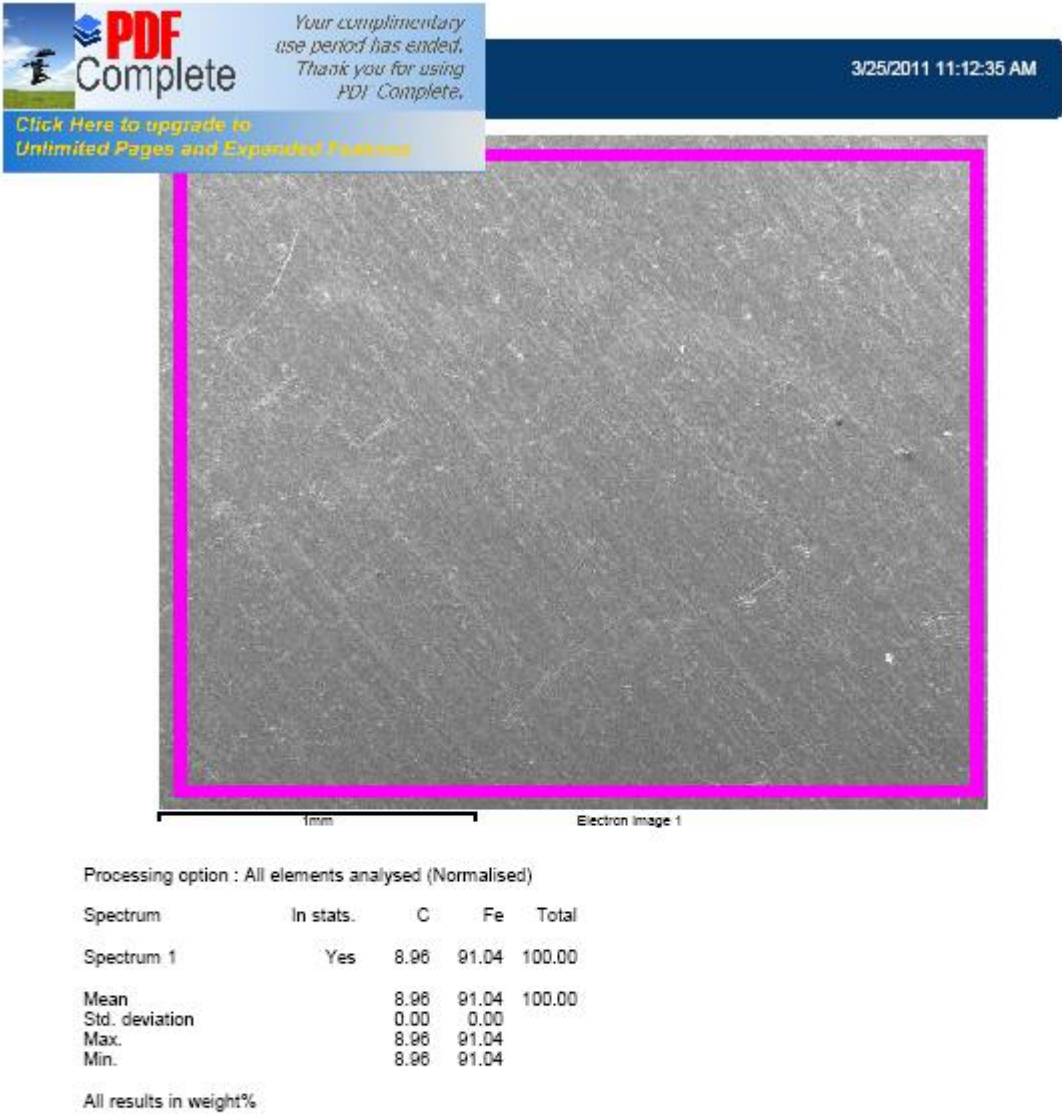 PDF
Complete
Your complimentary
use period has ended.
Thank you for using
PDF Complete.
Click Here to upgrade to
Unlimited Pages and Expanded Features
3/25/2011 11:12:35 AM
1mm
Electron Image 1
Processing option : All elements analysed (Normalised)
Spectrum In stats. C Fe Total
Spectrum 1 Yes 8.96 91.04 100.00
Mean 8.96 91.04 100.00
Std. deviation 0.00 0.00
Max. 8.96 91.04
Min. 8.96 91.04
All results in weight%